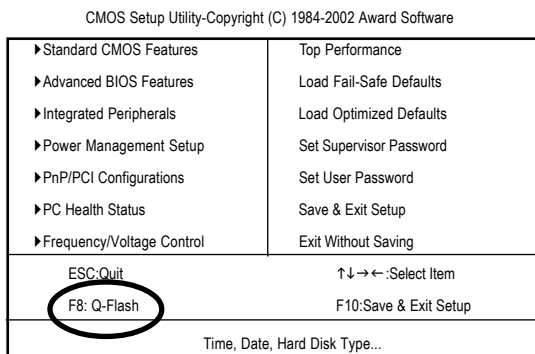 CMOS Setup Utility-Copyright (C) 1984-2002 Award Software
▶Standard CMOS Features Top Performance
▶Advanced BIOS Features Load Fail-Safe Defaults
▶Integrated Peripherals Load Optimized Defaults
▶Power Management Setup Set Supervisor Password
▶PnP/PCI Configurations Set User Password
▶PC Health Status Save & Exit Setup
▶Frequency/Voltage Control Exit Without Saving
ESC:Quit ↑↓→←:Select Item
F8: Q-Flash F10:Save & Exit Setup
Time, Date, Hard Disk Type...